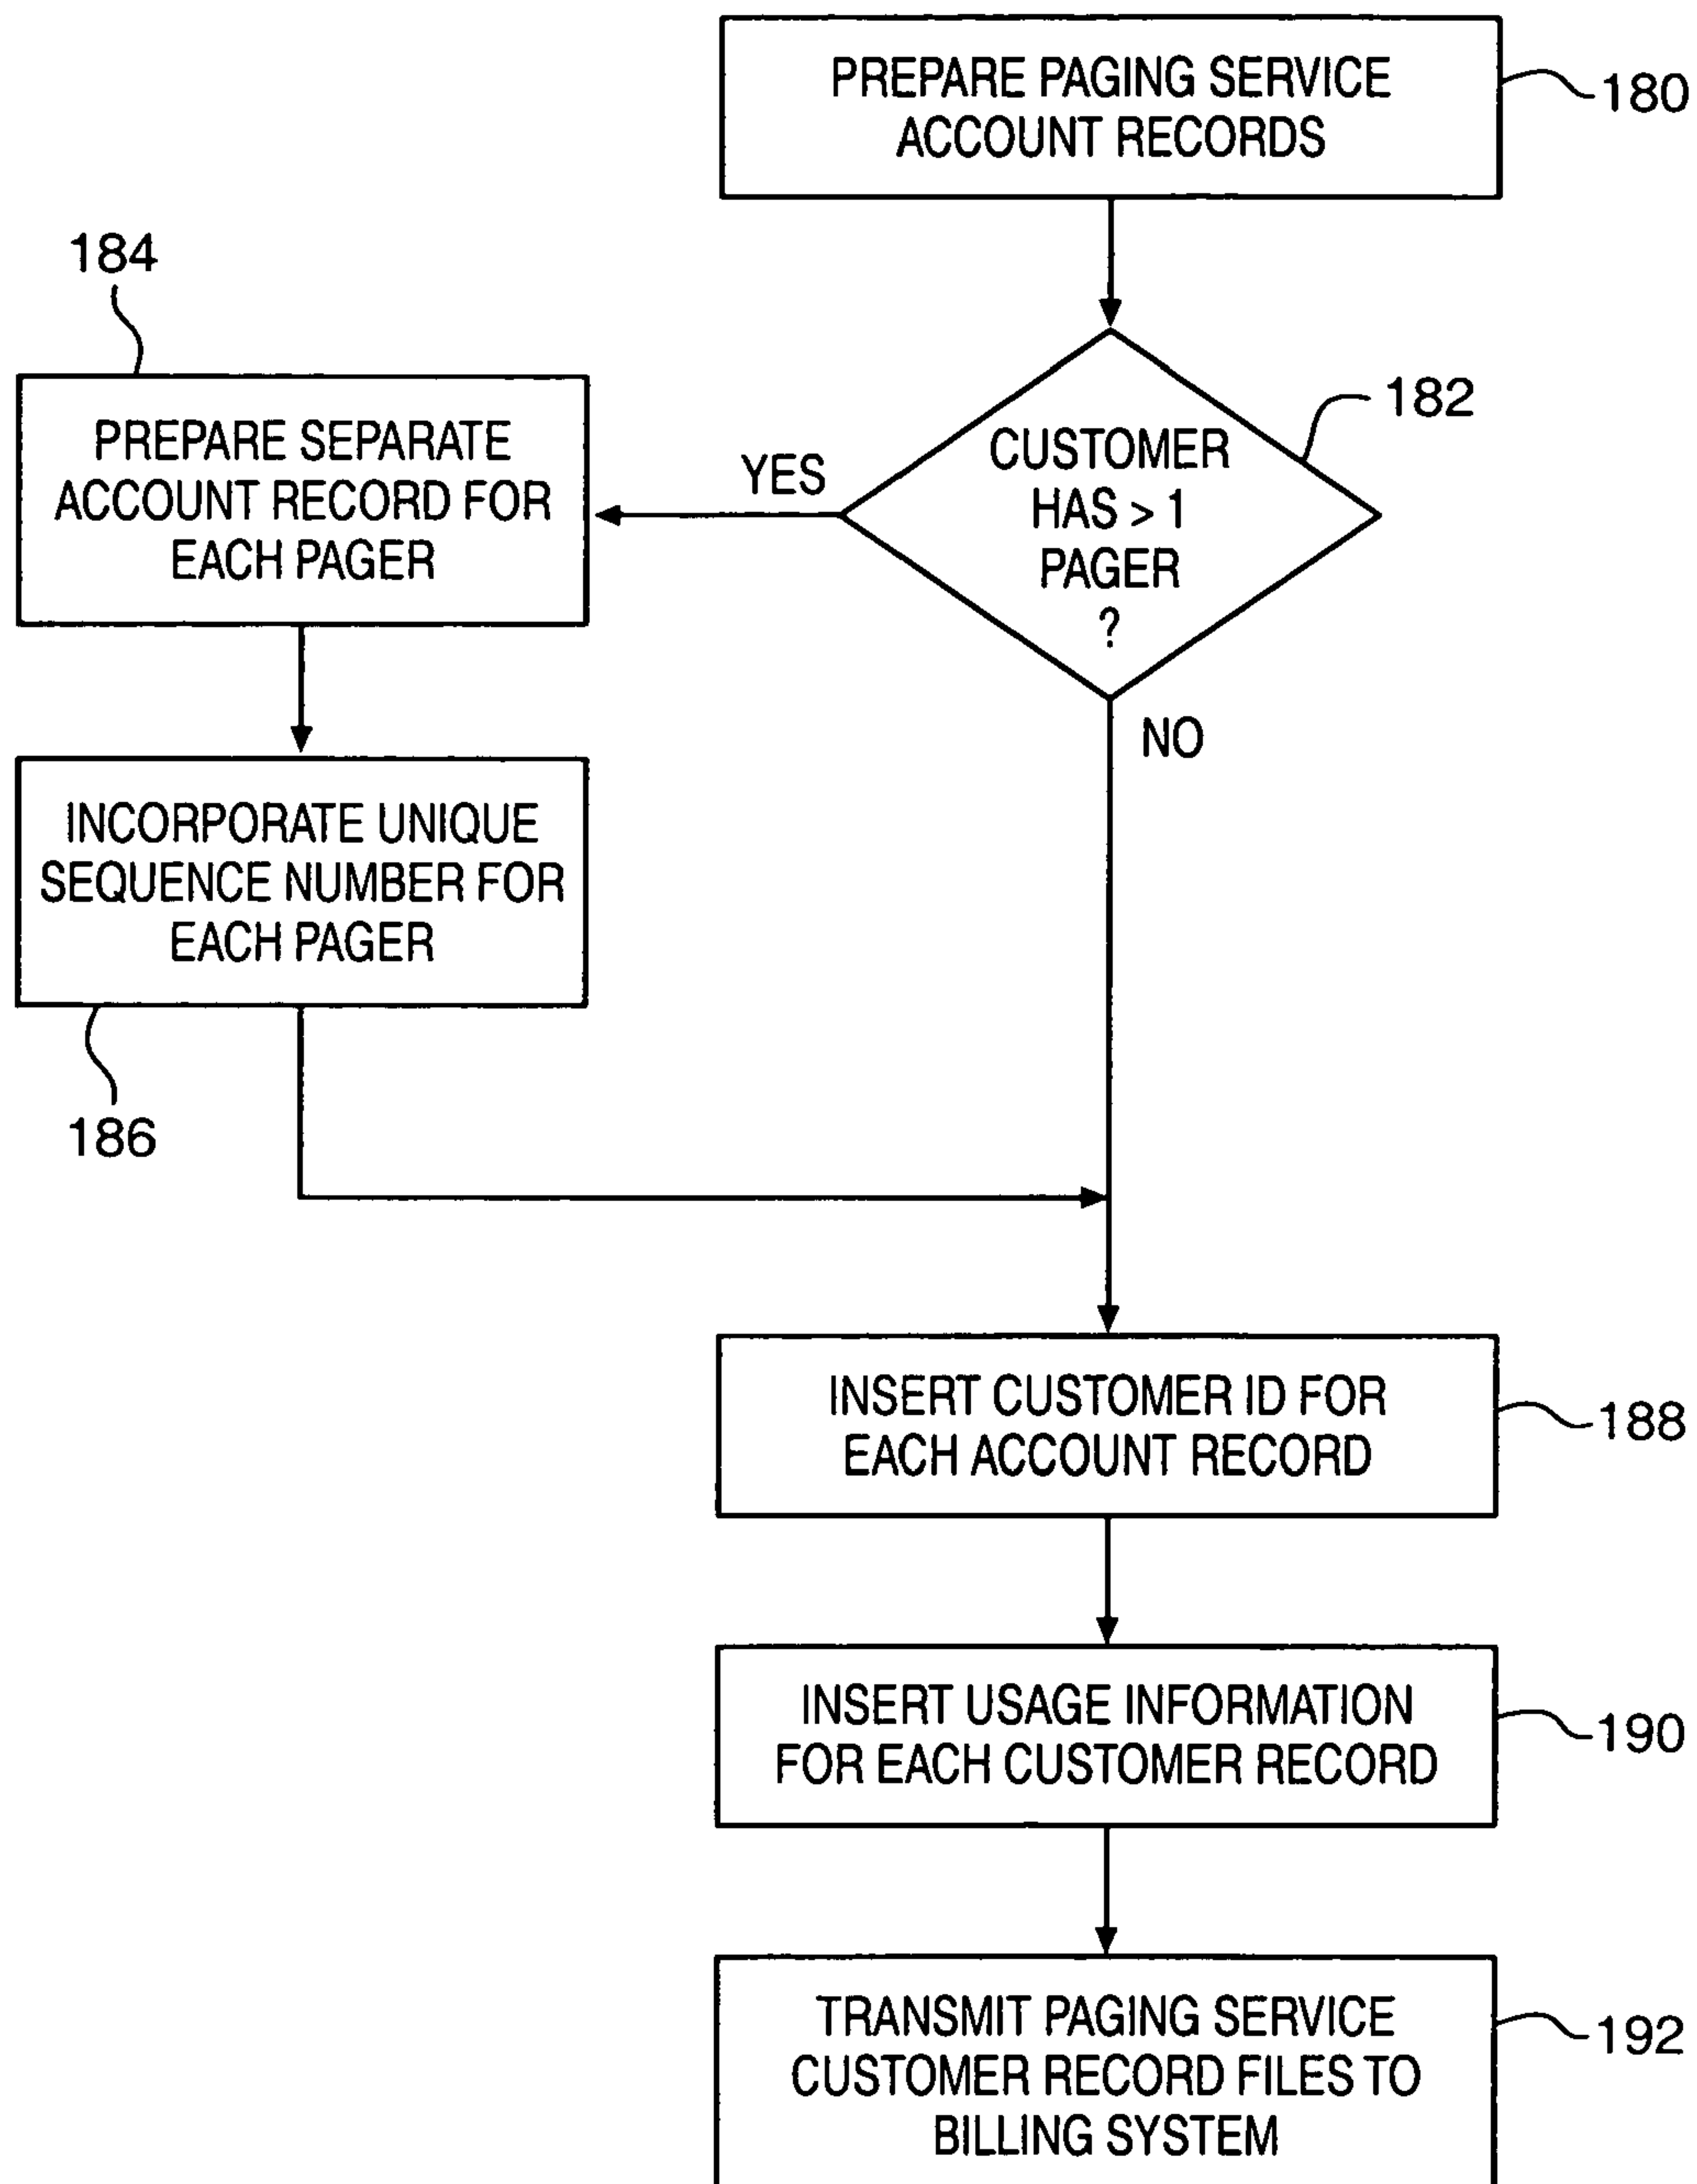 PREPARE PAGING SERVICE
ACCOUNT RECORDS
180
184
182
CUSTOMER
HAS > 1
PAGER
?
YES
PREPARE SEPARATE
ACCOUNT RECORD FOR
EACH PAGER
NO
INCORPORATE UNIQUE
SEQUENCE NUMBER FOR
EACH PAGER
186
INSERT CUSTOMER ID FOR
EACH ACCOUNT RECORD
188
INSERT USAGE INFORMATION
FOR EACH CUSTOMER RECORD
190
TRANSMIT PAGING SERVICE
CUSTOMER RECORD FILES TO
BILLING SYSTEM
192